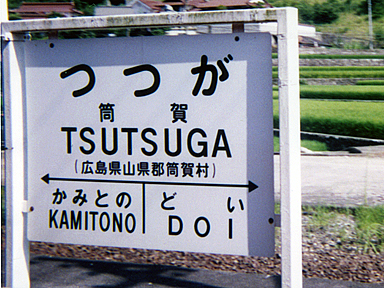 つつが
筒賀
TSUTSUGA
(広島県山県郡筒賀村)
かみとの どい
KAMITONO DOI